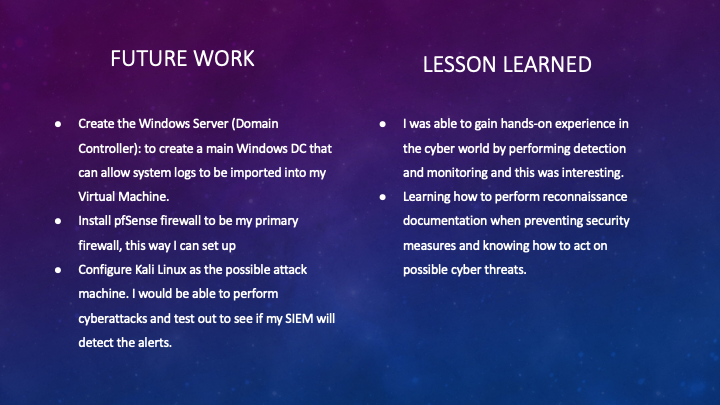 FUTURE WORK
● Create the Windows Server (Domain
Controller): to create a main Windows DC that
can allow system logs to be imported into my
Virtual Machine.
● Install pfSense firewall to be my primary
firewall, this way I can set up
● Configure Kali Linux as the possible attack
machine. I would be able to perform
cyberattacks and test out to see if my SIEM will
detect the alerts.
LESSON LEARNED
● I was able to gain hands-on experience in
the cyber world by performing detection
and monitoring and this was interesting.
● Learning how to perform reconnaissance
documentation when preventing security
measures and knowing how to act on
possible cyber threats.